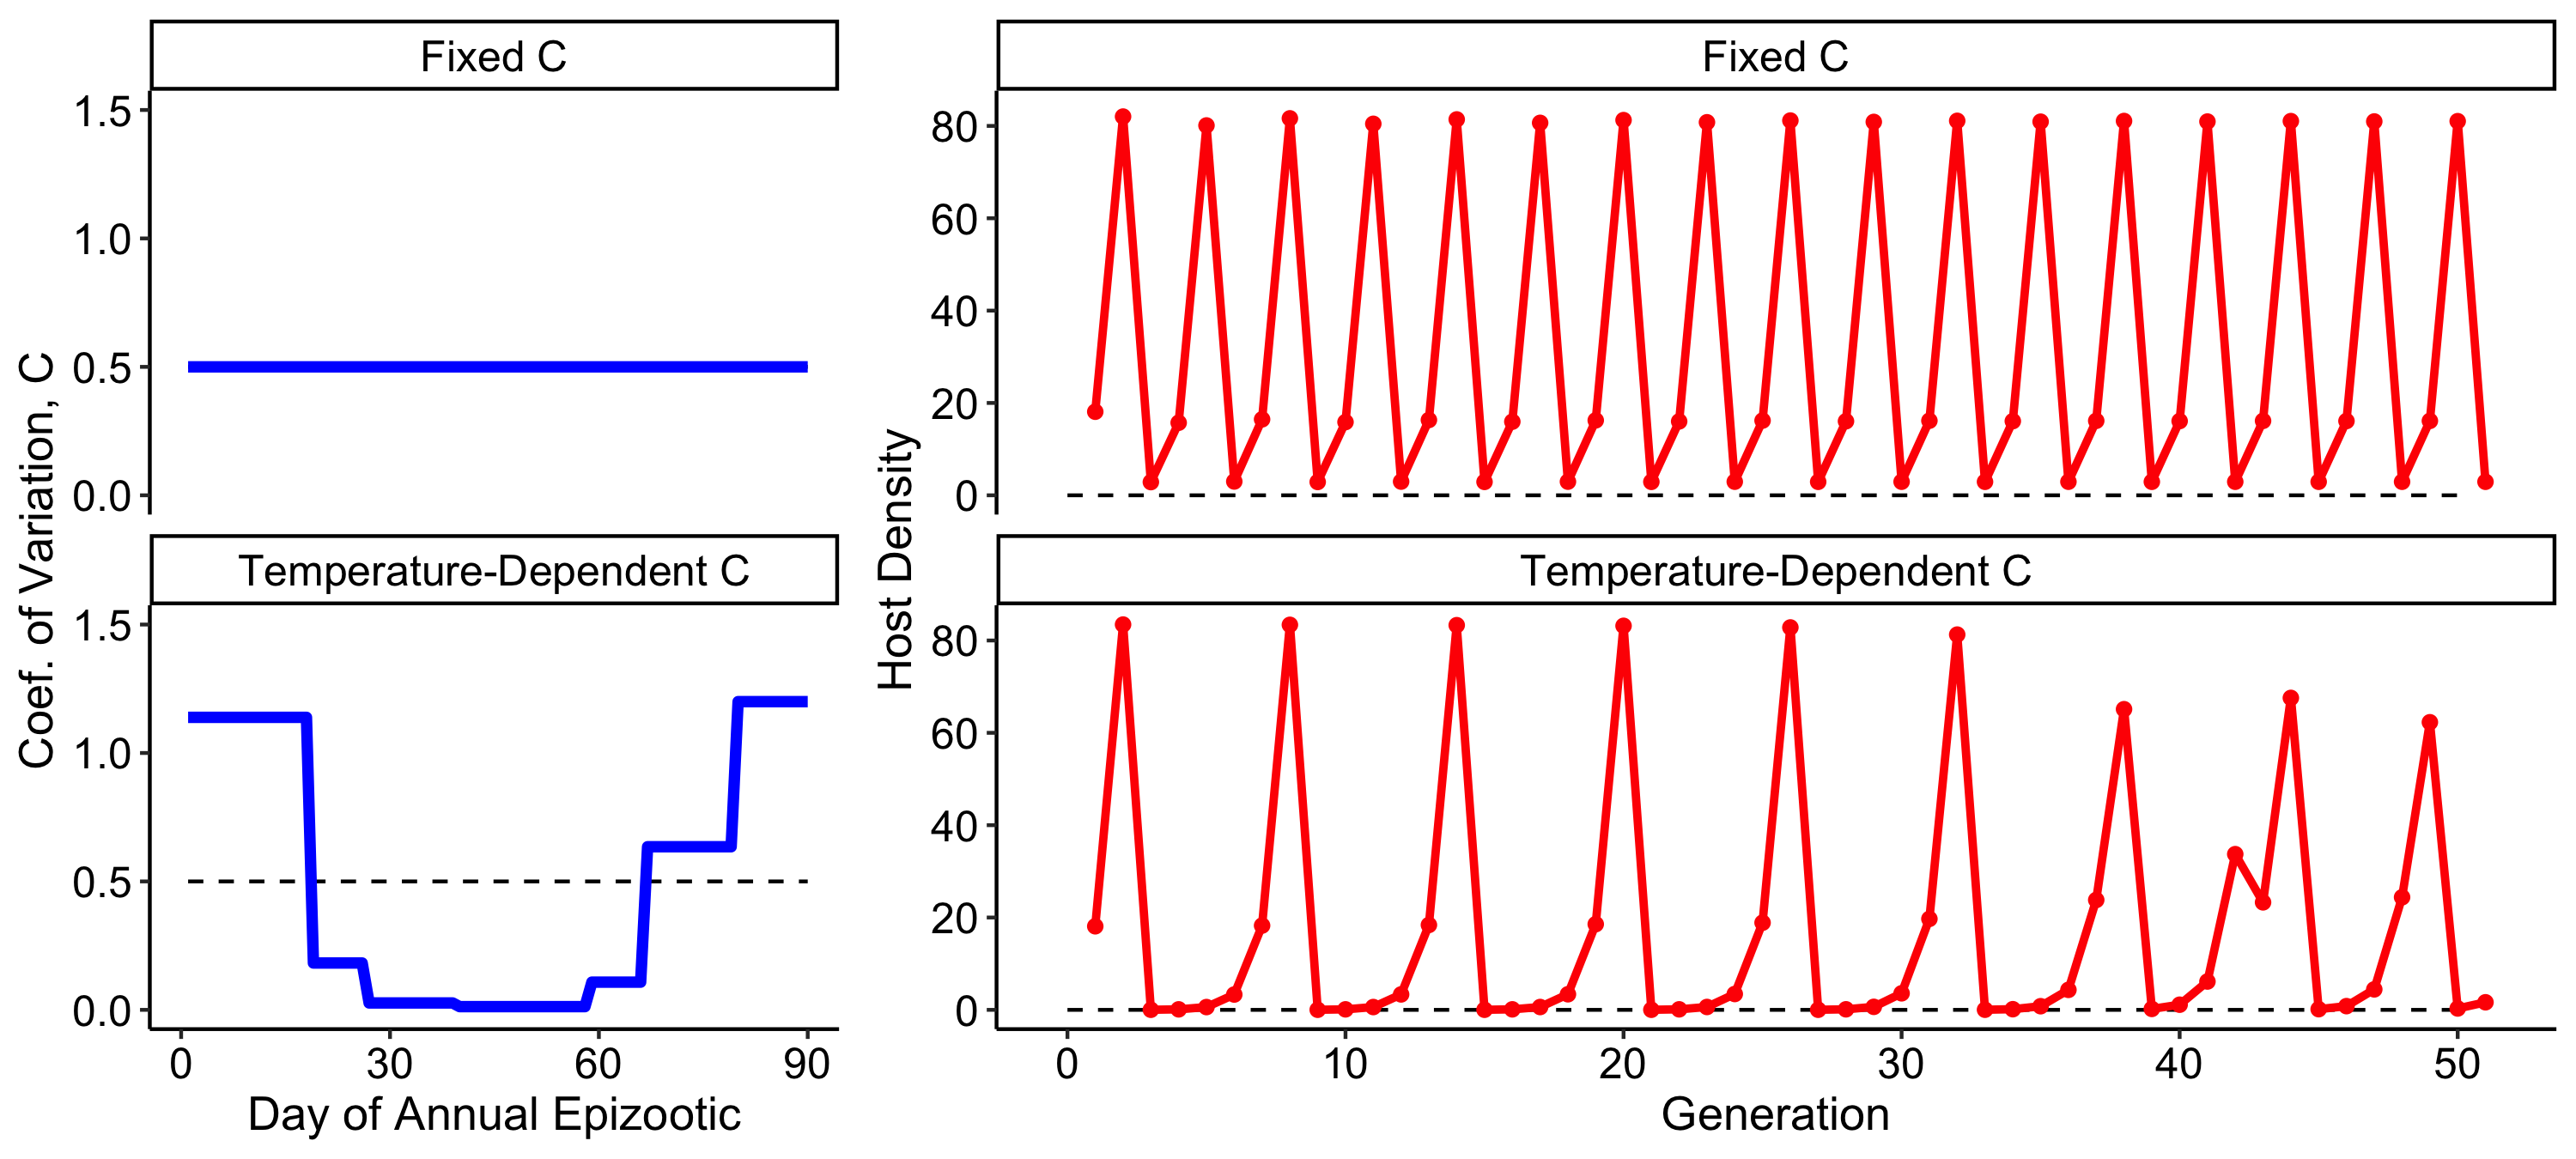 Fixed C
1.5
1.0
0.5
0.0
Temperature-Dependent C
1.5
1.0
0.5
0.0
0 30 60 90
Day of Annual Epizootic
Coef. of Variation, C
Fixed C
80
60
40
20
0
Temperature-Dependent C
80
60
40
20
0
0 10 20 30 40 50
Generation
Host Density